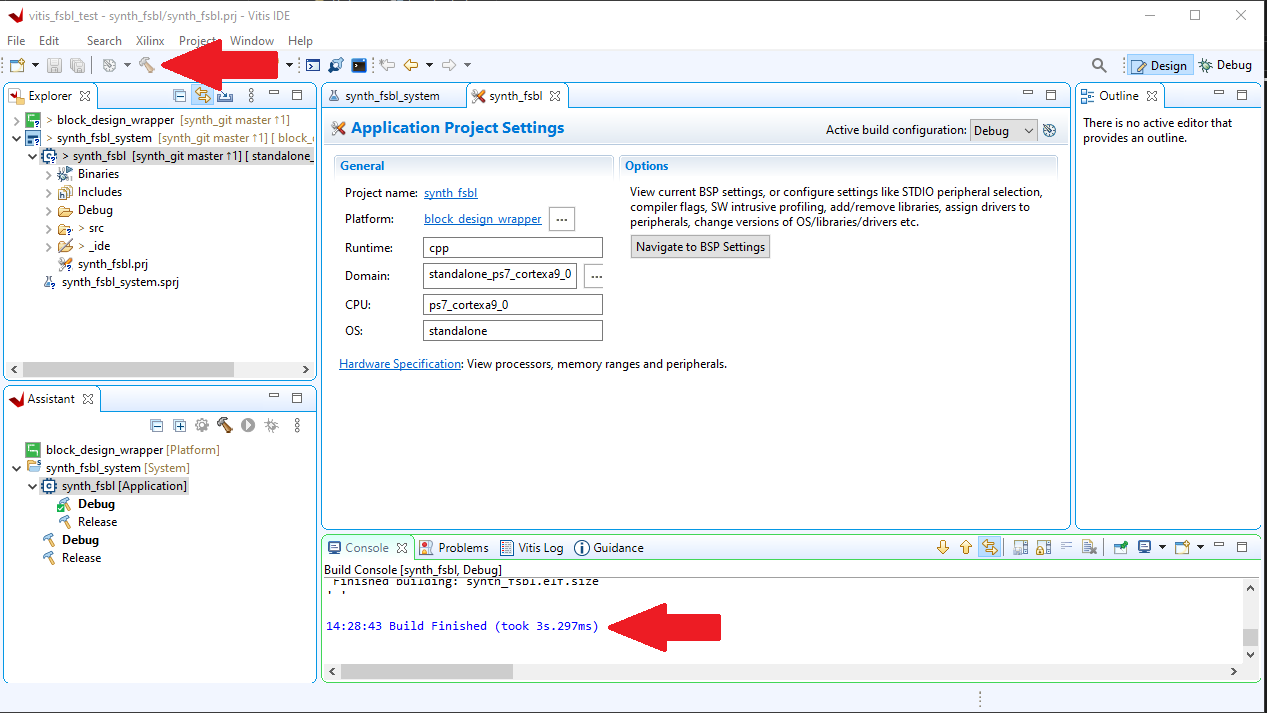 vitis_fsbl_test - synth_fsbl/synth_fsbl.prj - Vitis IDE
File Edit Search Xilinx Project Window Help
Design Debug
Explorer
> block_design_wrapper [synth_git master ↑1]
> synth_fsbl_system [synth_git master ↑1] [ block_
> synth_fsbl [synth_git master ↑1] [ standalone_
Binaries
Includes
Debug
> src
> _ide
synth_fsbl.prj
synth_fsbl_system.sprj
Assistant
block_design_wrapper [Platform]
synth_fsbl_system [System]
synth_fsbl [Application]
Debug
Release
Debug
Release
synth_fsbl_system synth_fsbl
Application Project Settings
Active build configuration: Debug
General
Project name: synth_fsbl
Platform: block_design_wrapper ...
Runtime: cpp
Domain: standalone_ps7_cortexa9_0 ...
CPU: ps7_cortexa9_0
OS: standalone
Options
View current BSP settings, or configure settings like STDIO peripheral selection,
compiler flags, SW intrusive profiling, add/remove libraries, assign drivers to
peripherals, change versions of OS/libraries/drivers etc.
Navigate to BSP Settings
Hardware Specification: View processors, memory ranges and peripherals.
Outline
There is no active editor that
provides an outline.
Console Problems Vitis Log Guidance
Build Console [synth_fsbl, Debug]
'Finished building: synth_fsbl.elf.size
' '
14:28:43 Build Finished (took 3s.297ms)